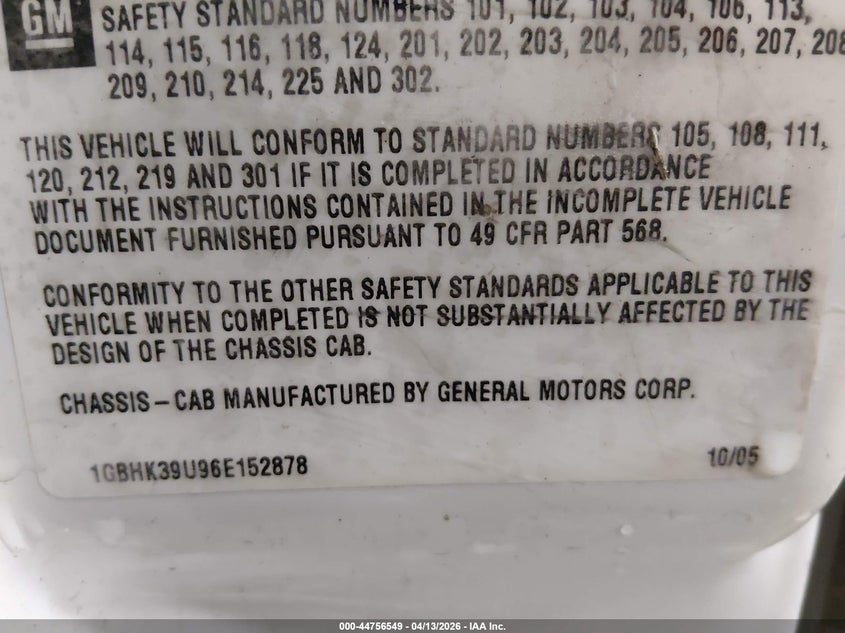 GM
SAFETY STANDARD NUMBERS 101, 102, 103, 104, 106, 113,
114, 115, 116, 118, 124, 201, 202, 203, 204, 205, 206, 207, 208
209, 210, 214, 225 AND 302.
THIS VEHICLE WILL CONFORM TO STANDARD NUMBERS 105, 108, 111,
120, 212, 219 AND 301 IF IT IS COMPLETED IN ACCORDANCE
WITH THE INSTRUCTIONS CONTAINED IN THE INCOMPLETE VEHICLE
DOCUMENT FURNISHED PURSUANT TO 49 CFR PART 568.
CONFORMITY TO THE OTHER SAFETY STANDARDS APPLICABLE TO THIS
VEHICLE WHEN COMPLETED IS NOT SUBSTANTIALLY AFFECTED BY THE
DESIGN OF THE CHASSIS CAB.
CHASSIS-CAB MANUFACTURED BY GENERAL MOTORS CORP.
1GBHK39U96E152878 10/05
000-44756549 - 04/13/2026 - IAA Inc.